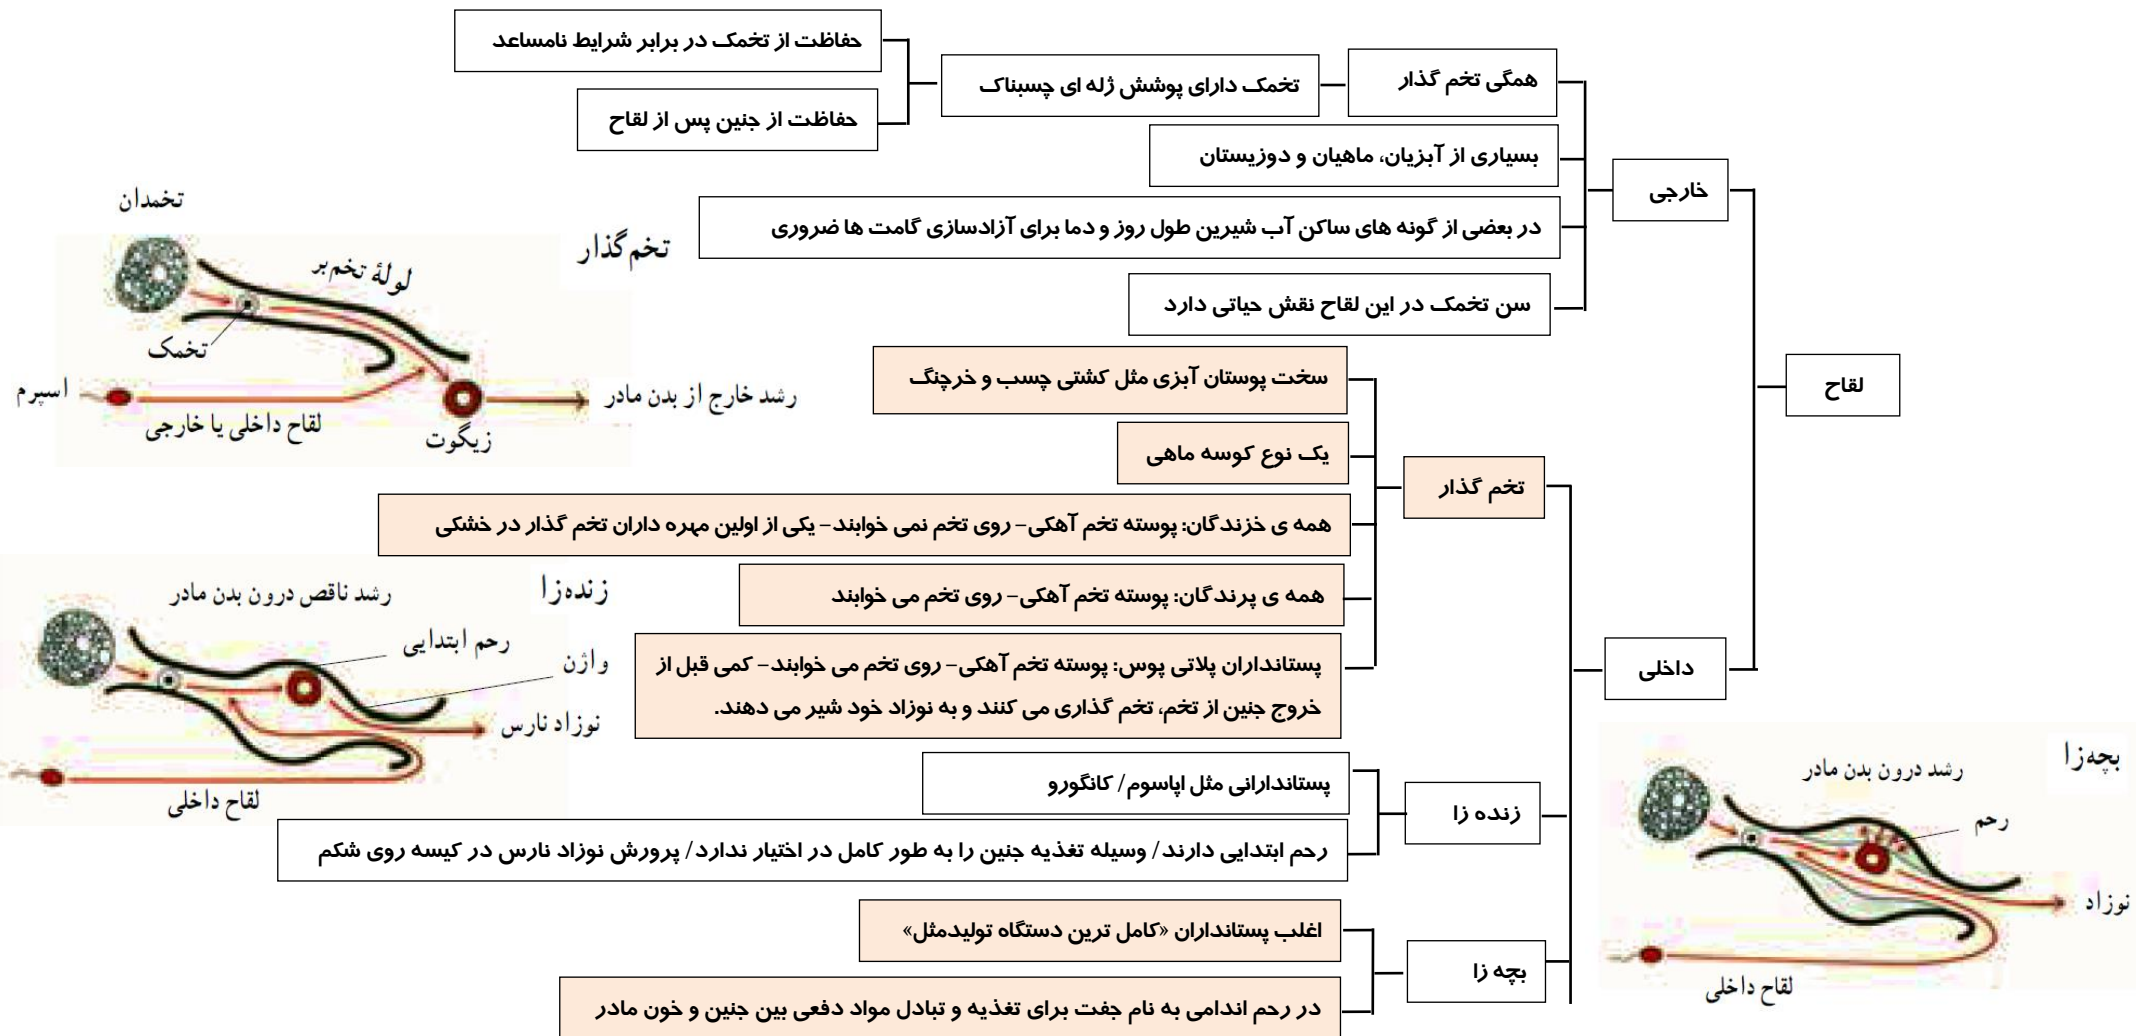 لقاح
خارجی
همگی تخم گذار
تخمک دارای پوشش ژله ای چسبناک
حفاظت از تخمک در برابر شرایط نامساعد
حفاظت از جنین پس از لقاح
بسیاری از آبزیان، ماهیان و دوزیستان
در بعضی از گونه های ساکن آب شیرین طول روز و دما برای آزادسازی گامت ها ضروری
سن تخمک در این لقاح نقش حیاتی دارد
داخلی
تخم گذار
سخت پوستان آبزی مثل کشتی چسب و خرچنگ
یک نوع کوسه ماهی
همه ی خزندگان: پوسته تخم آهکی– روی تخم نمی خوابند– یکی از اولین مهره داران تخم گذار در خشکی
همه ی پرندگان: پوسته تخم آهکی– روی تخم می خوابند
پستانداران پلاتی پوس: پوسته تخم آهکی– روی تخم می خوابند– کمی قبل از
خروج جنین از تخم، تخم گذاری می کنند و به نوزاد خود شیر می دهند.
زنده زا
پستاندارانی مثل اپاسوم/ کانگورو
رحم ابتدایی دارند/ وسیله تغذیه جنین را به طور کامل در اختیار ندارد/ پرورش نوزاد نارس در کیسه روی شکم
بچه زا
اغلب پستانداران «کامل ترین دستگاه تولیدمثل»
در رحم اندامی به نام جفت برای تغذیه و تبادل مواد دفعی بین جنین و خون مادر
تخمدان
تخم‌گذار
لولهٔ تخم‌بر
تخمک
اسپرم
رشد خارج از بدن مادر
لقاح داخلی یا خارجی
زیگوت
زنده‌زا
رشد ناقص درون بدن مادر
رحم ابتدایی
واژن
نوزاد نارس
لقاح داخلی
بچه‌زا
رشد درون بدن مادر
رحم
نوزاد
لقاح داخلی